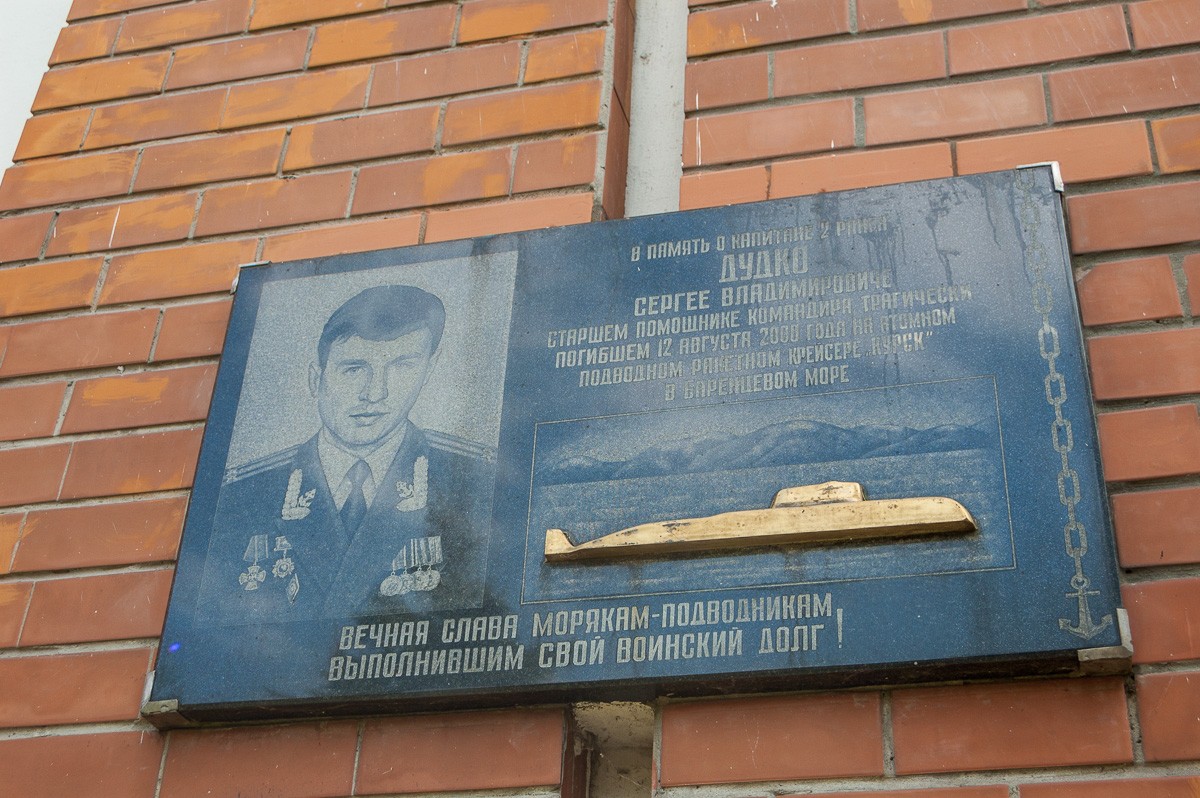 В ПАМЯТЬ О КАПИТАНЕ 2 РАНГА
ДУДКО
СЕРГЕЕ ВЛАДИМИРОВИЧЕ
СТАРШЕМ ПОМОЩНИКЕ КОМАНДИРА ТРАГИЧЕСКИ
ПОГИБШЕМ 12 АВГУСТА 2000 ГОДА НА АТОМНОМ
ПОДВОДНОМ РАКЕТНОМ КРЕЙСЕРЕ „КУРСК"
В БАРЕНЦЕВОМ МОРЕ
ВЕЧНАЯ СЛАВА МОРЯКАМ-ПОДВОДНИКАМ
ВЫПОЛНИВШИМ СВОЙ ВОИНСКИЙ ДОЛГ!